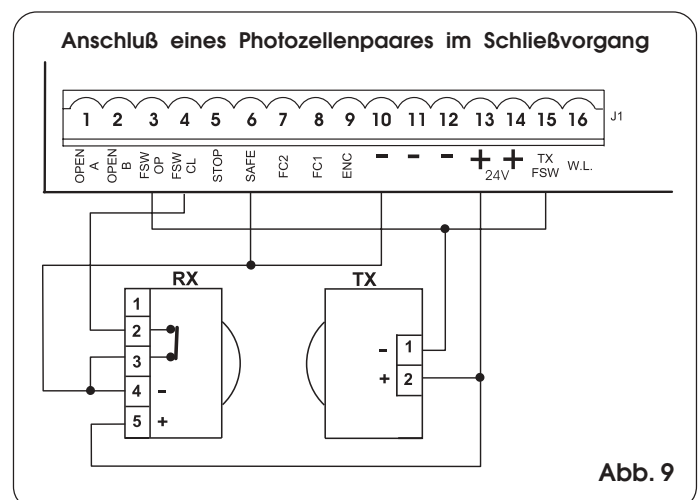 Anschluß eines Photozellenpaares im Schließvorgang
1 2 3 4 5 6 7 8 9 10 11 12 13 14 15 16 J1
OPEN A
OPEN B
FSW OP
FSW CL
STOP
SAFE
FC2
FC1
ENC
- - - + +
24V
TX FSW
W.L.
RX
1
2
3
4 -
5 +
TX
- 1
+ 2
Abb. 9